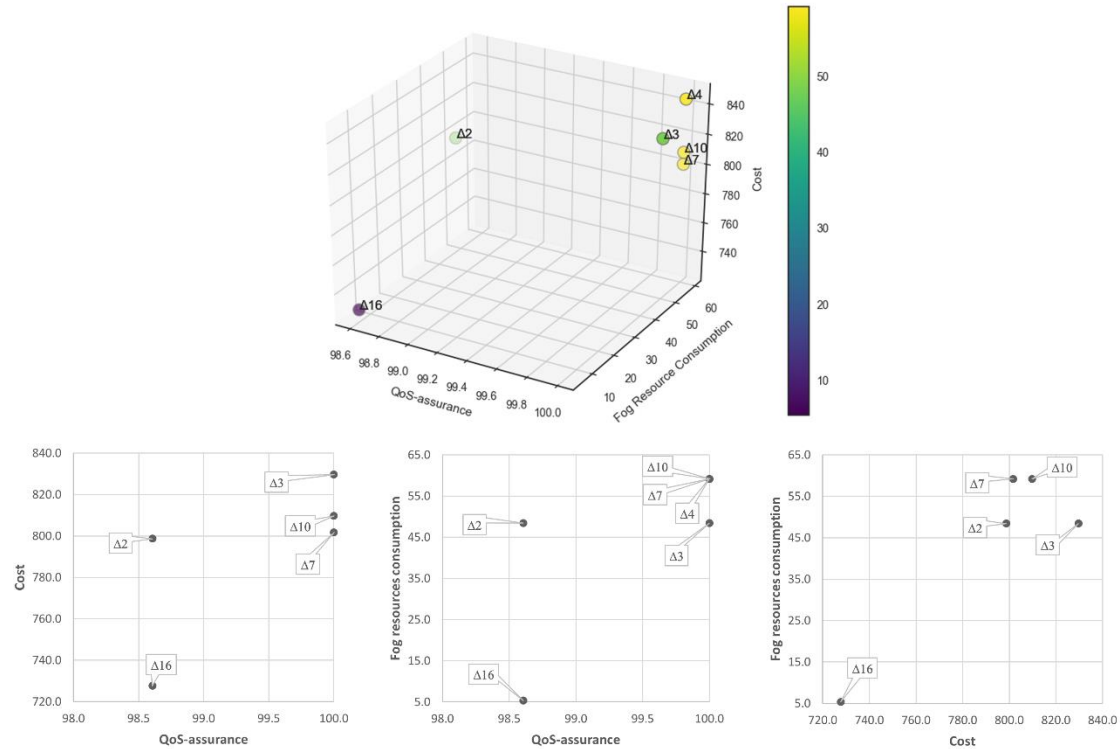 Δ4
Δ3
Δ10
Δ7
Δ2
Δ16
840
820
800
780
760
740
Cost
60
50
40
30
20
10
Fog Resource Consumption
98.6
98.8
99.0
99.2
99.4
99.6
99.8
100.0
QoS-assurance
50
40
30
20
10
840.0
820.0
800.0
780.0
760.0
740.0
720.0
Cost
Δ3
Δ10
Δ2
Δ7
Δ16
98.0 98.5 99.0 99.5 100.0
QoS-assurance
65.0
55.0
45.0
35.0
25.0
15.0
5.0
Fog resources consumption
Δ10
Δ7
Δ4
Δ2
Δ3
Δ16
98.0 98.5 99.0 99.5 100.0
QoS-assurance
65.0
55.0
45.0
35.0
25.0
15.0
5.0
Fog resources consumption
Δ7
Δ10
Δ2
Δ3
Δ16
720.0 740.0 760.0 780.0 800.0 820.0 840.0
Cost